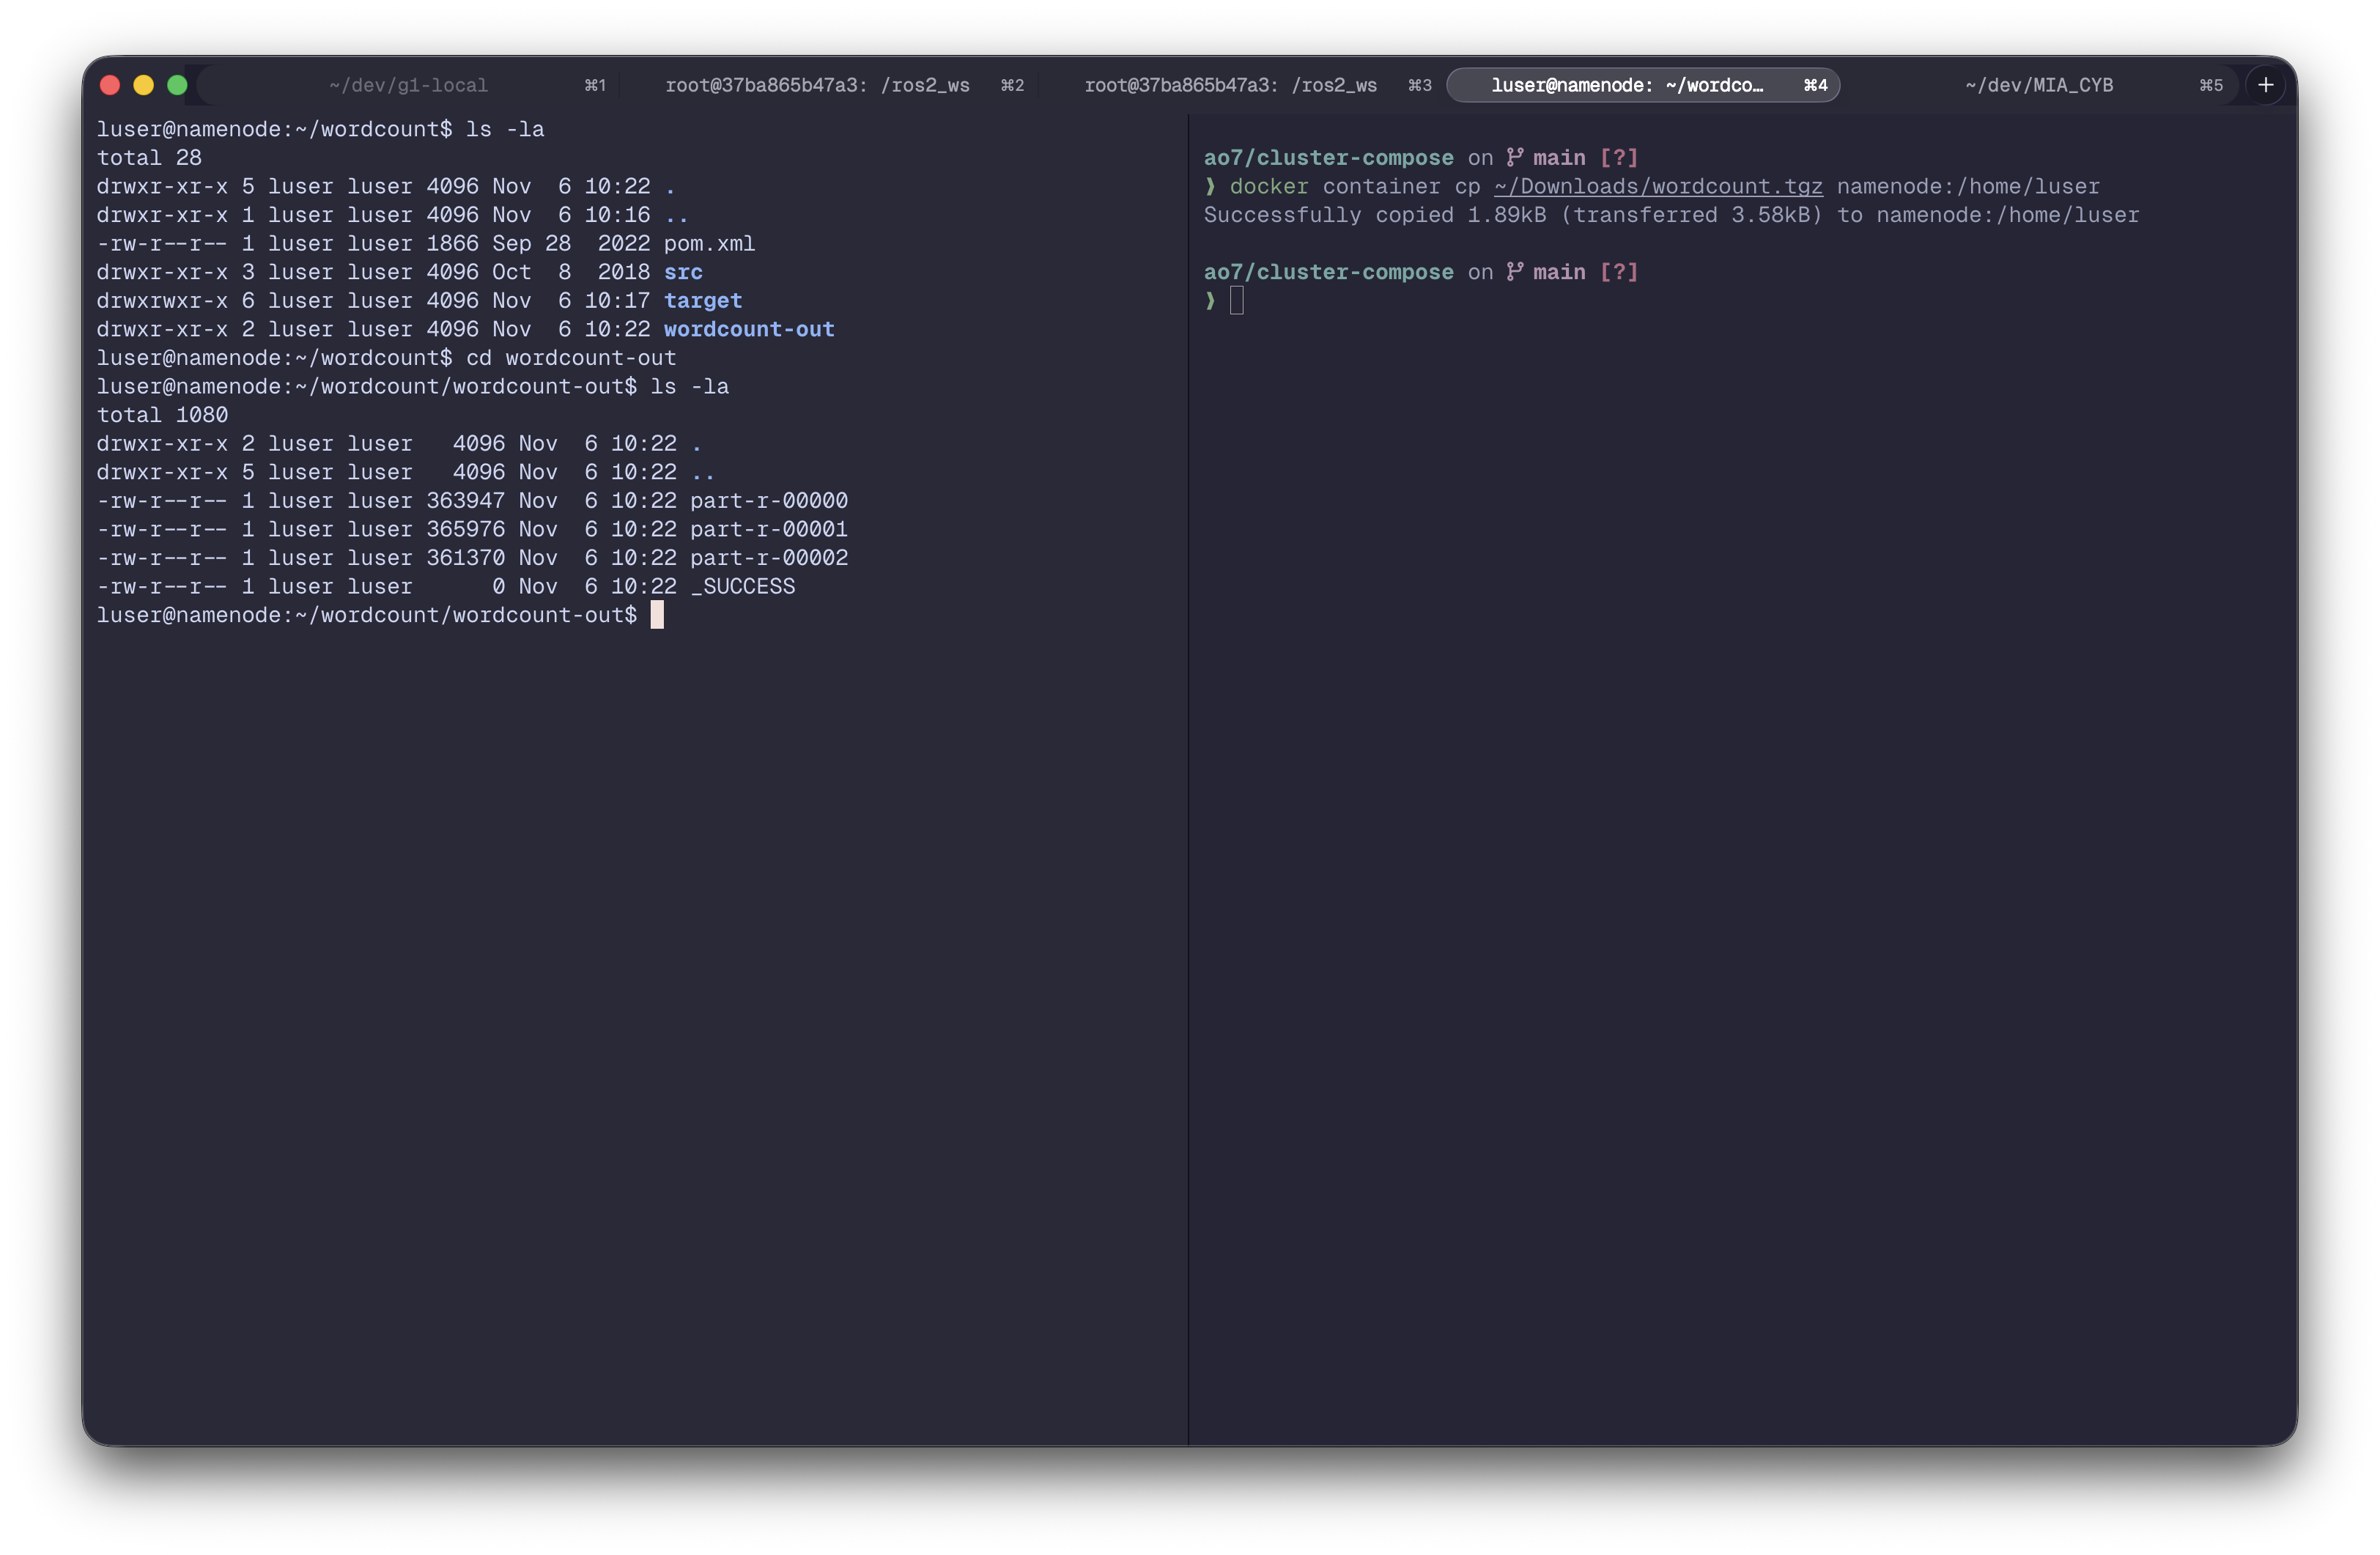 ~/dev/g1-local ⌘1 root@37ba865b47a3: /ros2_ws ⌘2 root@37ba865b47a3: /ros2_ws ⌘3 luser@namenode: ~/wordco… ⌘4 ~/dev/MIA_CYB ⌘5 +
luser@namenode:~/wordcount$ ls -la
total 28
drwxr-xr-x 5 luser luser 4096 Nov  6 10:22 .
drwxr-xr-x 1 luser luser 4096 Nov  6 10:16 ..
-rw-r--r-- 1 luser luser 1866 Sep 28  2022 pom.xml
drwxr-xr-x 3 luser luser 4096 Oct  8  2018 src
drwxrwxr-x 6 luser luser 4096 Nov  6 10:17 target
drwxr-xr-x 2 luser luser 4096 Nov  6 10:22 wordcount-out
luser@namenode:~/wordcount$ cd wordcount-out
luser@namenode:~/wordcount/wordcount-out$ ls -la
total 1080
drwxr-xr-x 2 luser luser   4096 Nov  6 10:22 .
drwxr-xr-x 5 luser luser   4096 Nov  6 10:22 ..
-rw-r--r-- 1 luser luser 363947 Nov  6 10:22 part-r-00000
-rw-r--r-- 1 luser luser 365976 Nov  6 10:22 part-r-00001
-rw-r--r-- 1 luser luser 361370 Nov  6 10:22 part-r-00002
-rw-r--r-- 1 luser luser      0 Nov  6 10:22 _SUCCESS
luser@namenode:~/wordcount/wordcount-out$
ao7/cluster-compose on main [?]
❫ docker container cp ~/Downloads/wordcount.tgz namenode:/home/luser
Successfully copied 1.89kB (transferred 3.58kB) to namenode:/home/luser
ao7/cluster-compose on main [?]
❫